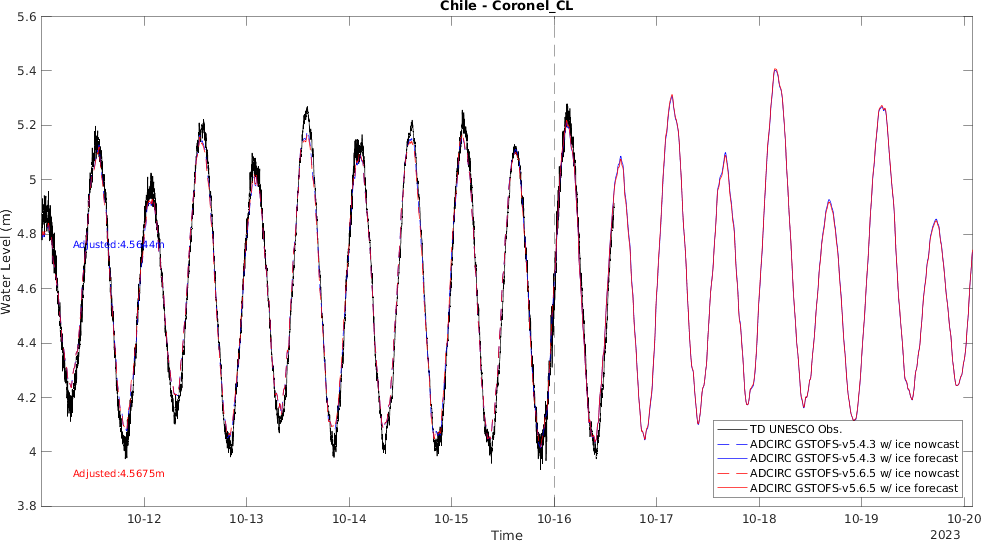 Chile - Coronel_CL
5.6
5.4
5.2
5
4.8
4.6
4.4
4.2
4
3.8
Water Level (m)
Adjusted:4.5644m
Adjusted:4.5675m
TD UNESCO Obs.
ADCIRC GSTOFS-v5.4.3 w/ ice nowcast
ADCIRC GSTOFS-v5.4.3 w/ ice forecast
ADCIRC GSTOFS-v5.6.5 w/ ice nowcast
ADCIRC GSTOFS-v5.6.5 w/ ice forecast
10-12 10-13 10-14 10-15 10-16 10-17 10-18 10-19 10-20
Time
2023